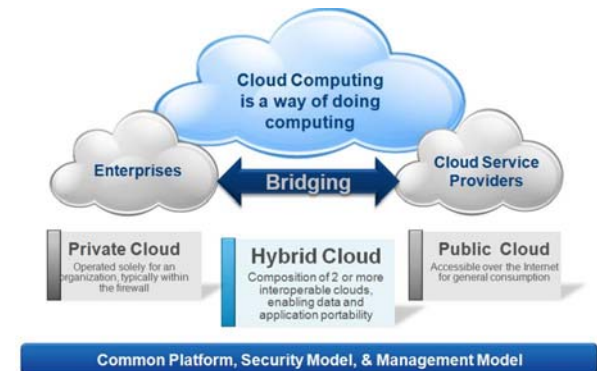 Cloud Computing
is a way of doing
computing
Enterprises
Bridging
Cloud Service
Providers
Private Cloud
Operated solely for an
organization, typically within
the firewall
Hybrid Cloud
Composition of 2 or more
interoperable clouds,
enabling data and
application portability
Public Cloud
Accessible over the Internet
for general consumption
Common Platform, Security Model, & Management Model